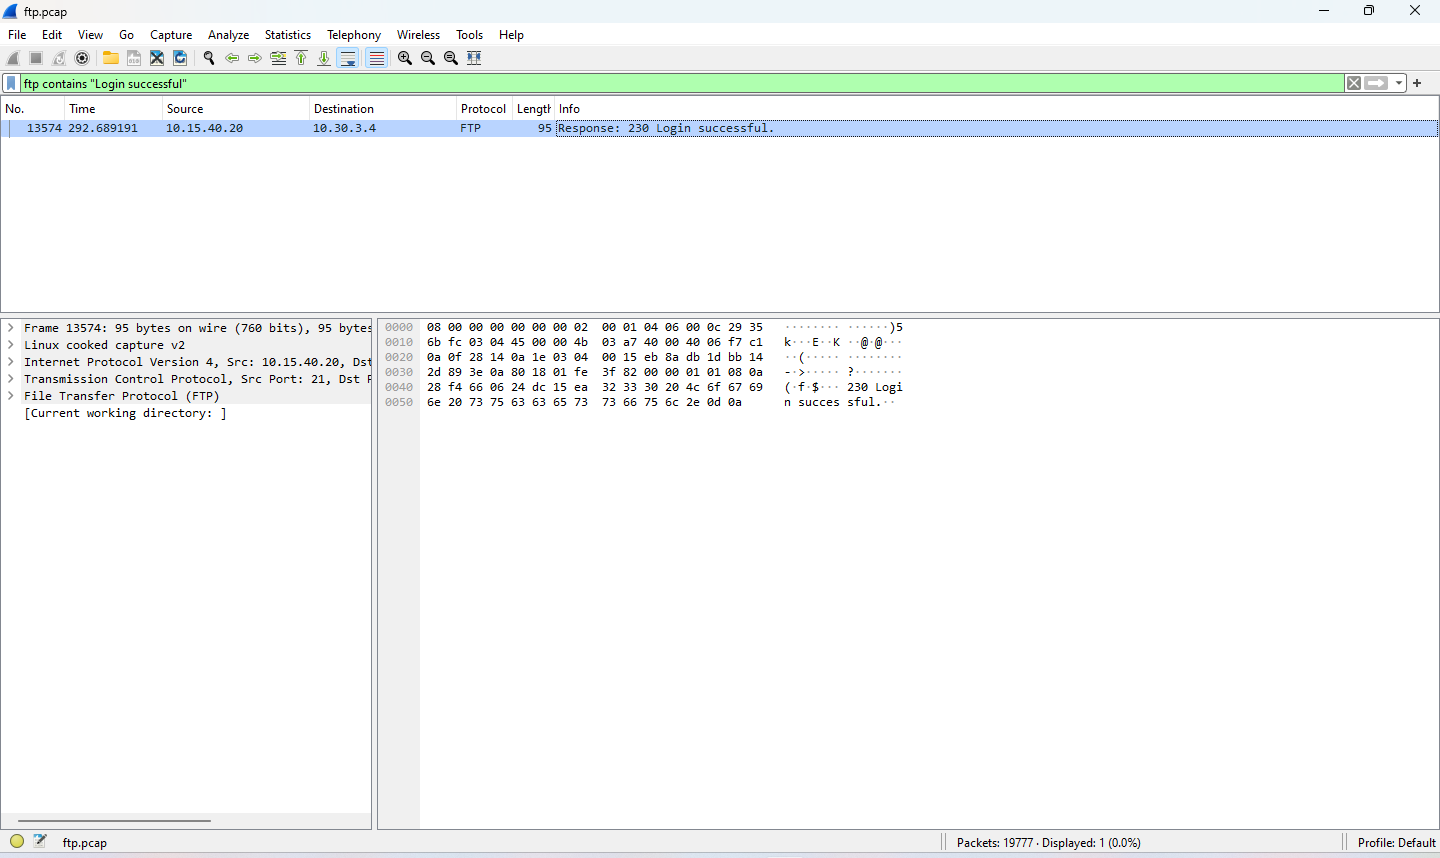 ftp.pcap
File Edit View Go Capture Analyze Statistics Telephony Wireless Tools Help
ftp contains "Login successful"
No. Time Source Destination Protocol Length Info
13574 292.689191 10.15.40.20 10.30.3.4 FTP 95 Response: 230 Login successful.
Frame 13574: 95 bytes on wire (760 bits), 95 bytes
Linux cooked capture v2
Internet Protocol Version 4, Src: 10.15.40.20, Dst
Transmission Control Protocol, Src Port: 21, Dst P
File Transfer Protocol (FTP)
[Current working directory: ]
0000 08 00 00 00 00 00 00 02 00 01 04 06 00 0c 29 35 ········ ······)5
0010 6b fc 03 04 45 00 00 4b 03 a7 40 00 40 06 f7 c1 k···E··K ··@·@···
0020 0a 0f 28 14 0a 1e 03 04 00 15 eb 8a db 1d bb 14 ··(····· ········
0030 2d 89 3e 0a 80 18 01 fe 3f 82 00 00 01 01 08 0a -·>····· ?·······
0040 28 f4 66 06 24 dc 15 ea 32 33 30 20 4c 6f 67 69 (·f·$··· 230 Logi
0050 6e 20 73 75 63 63 65 73 73 66 75 6c 2e 0d 0a n succes sful.··
ftp.pcap
Packets: 19777 · Displayed: 1 (0.0%)
Profile: Default